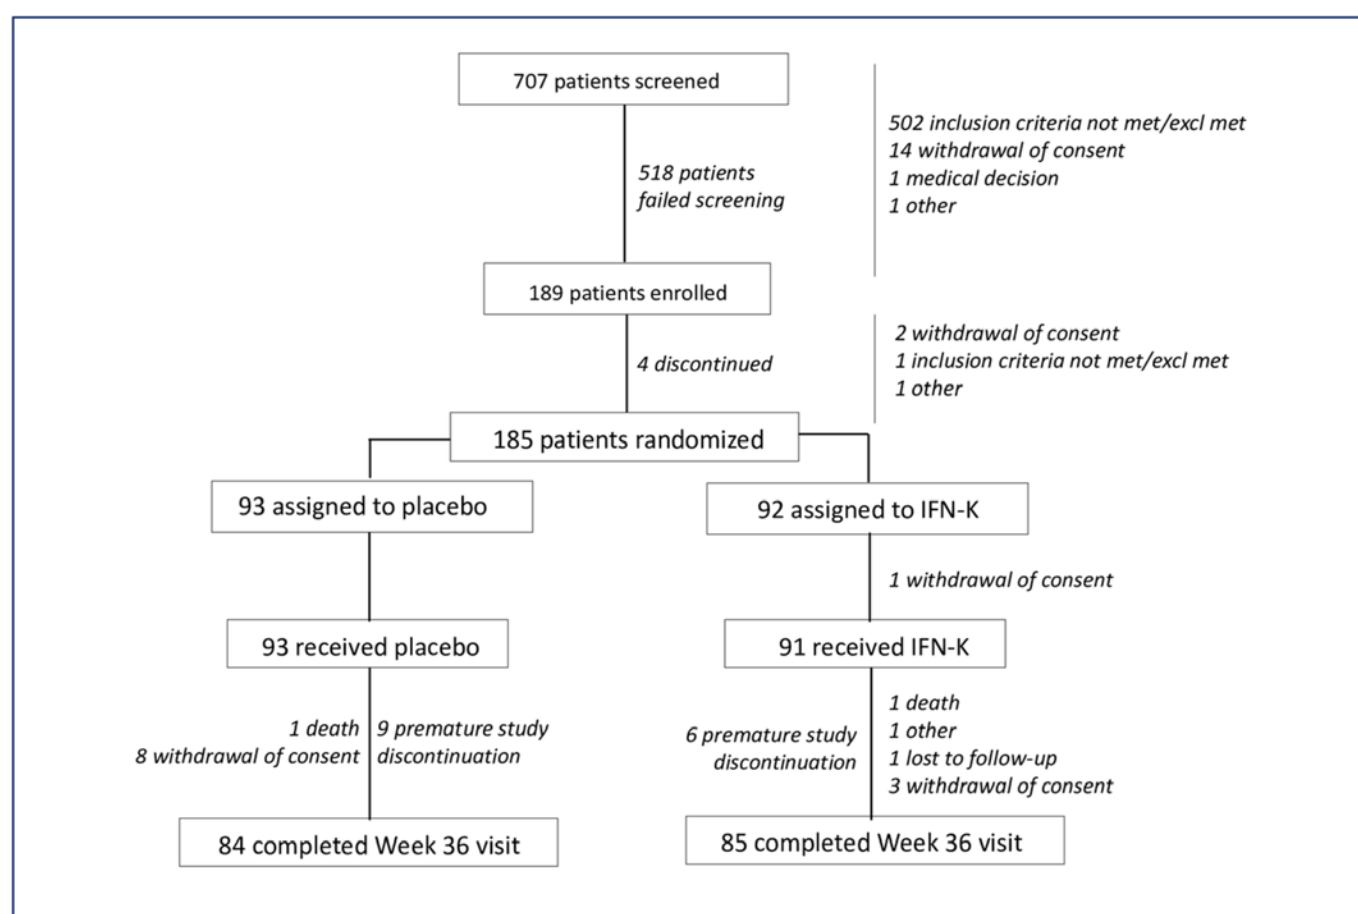 707 patients screened
502 inclusion criteria not met/excl met
14 withdrawal of consent
1 medical decision
1 other
518 patients
failed screening
189 patients enrolled
2 withdrawal of consent
1 inclusion criteria not met/excl met
1 other
4 discontinued
185 patients randomized
93 assigned to placebo
92 assigned to IFN-K
1 withdrawal of consent
93 received placebo
91 received IFN-K
1 death
8 withdrawal of consent
9 premature study
discontinuation
6 premature study
discontinuation
1 death
1 other
1 lost to follow-up
3 withdrawal of consent
84 completed Week 36 visit
85 completed Week 36 visit